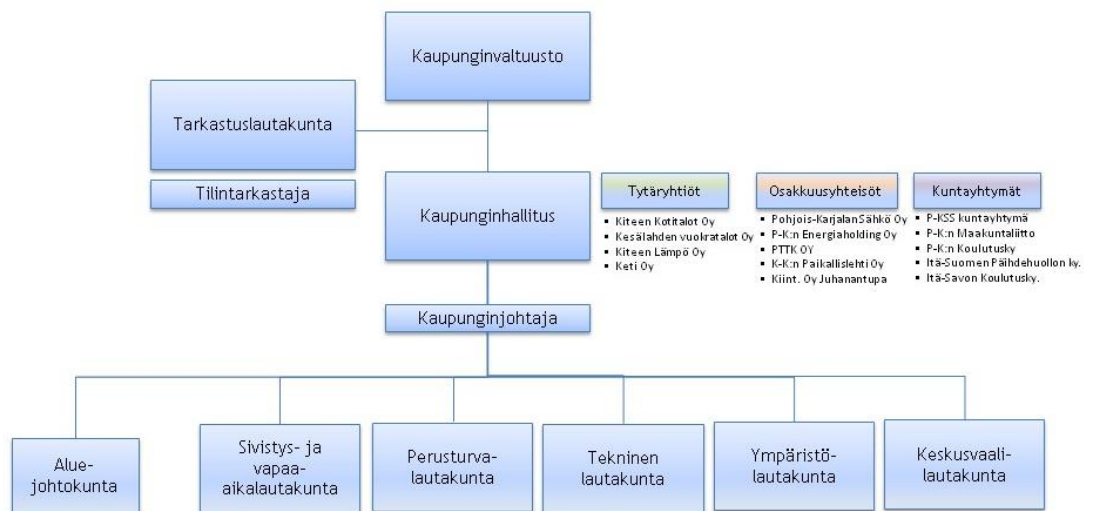 Kaupunginvaltuusto
Tarkastuslautakunta
Tilintarkastaja
Kaupunginhallitus
Tytäryhtiöt
▪ Kiteen Kotitalot Oy
▪ Kesälahden vuokratalot Oy
▪ Kiteen Lämpö Oy
▪ Keti Oy
Osakkuusyhteisöt
▪ Pohjois-Karjalan Sähkö Oy
▪ P-K:n Energiaholding Oy
▪ PTTK OY
▪ K-K:n Paikallislehti Oy
▪ Kiint. Oy Juhanantupa
Kuntayhtymät
▪ P-KSS kuntayhtymä
▪ P-K:n Maakuntaliitto
▪ P-K:n Koulutusky
▪ Itä-Suomen Päihdehuollon ky.
▪ Itä-Savon Koulutusky.
Kaupunginjohtaja
Alue-
johtokunta
Sivistys- ja
vapaa-
aikalautakunta
Perusturva-
lautakunta
Tekninen
lautakunta
Ympäristö-
lautakunta
Keskusvaali-
lautakunta